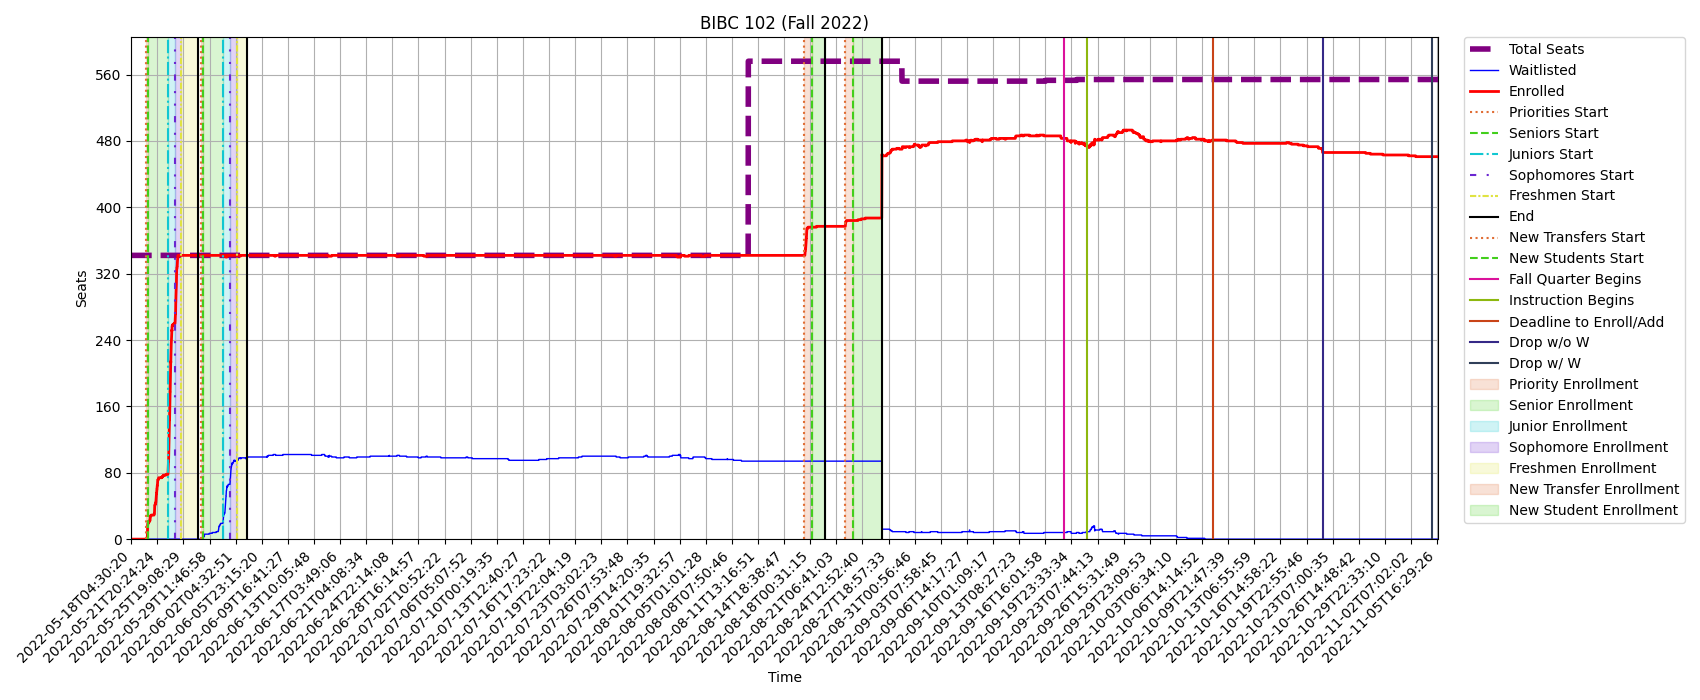 BIBC 102 (Fall 2022)
Seats
560
480
400
320
240
160
80
0
2022-05-18T04:30:20
2022-05-21T20:24:24
2022-05-25T19:08:29
2022-05-29T11:46:58
2022-06-02T04:32:51
2022-06-05T23:15:20
2022-06-09T16:41:27
2022-06-13T10:05:48
2022-06-17T03:49:06
2022-06-21T04:08:34
2022-06-24T22:14:08
2022-06-28T16:14:57
2022-07-02T10:52:22
2022-07-06T05:07:52
2022-07-10T00:19:35
2022-07-13T12:40:27
2022-07-16T17:23:22
2022-07-19T22:04:19
2022-07-23T03:02:23
2022-07-26T07:53:48
2022-07-29T14:20:35
2022-08-01T19:32:57
2022-08-05T01:01:28
2022-08-08T07:50:46
2022-08-11T13:16:51
2022-08-14T18:38:47
2022-08-18T00:31:15
2022-08-21T06:41:03
2022-08-24T12:52:40
2022-08-27T18:57:33
2022-08-31T00:56:46
2022-09-03T07:58:45
2022-09-06T14:17:27
2022-09-10T01:09:17
2022-09-13T08:27:23
2022-09-16T16:01:58
2022-09-19T23:33:34
2022-09-23T07:44:13
2022-09-26T15:31:49
2022-09-29T23:09:53
2022-10-03T06:34:10
2022-10-06T14:14:52
2022-10-09T21:47:39
2022-10-13T06:55:59
2022-10-16T14:58:22
2022-10-19T22:55:46
2022-10-23T07:00:35
2022-10-26T14:48:42
2022-10-29T22:33:10
2022-11-02T07:02:02
2022-11-05T16:29:26
Time
Total Seats
Waitlisted
Enrolled
Priorities Start
Seniors Start
Juniors Start
Sophomores Start
Freshmen Start
End
New Transfers Start
New Students Start
Fall Quarter Begins
Instruction Begins
Deadline to Enroll/Add
Drop w/o W
Drop w/ W
Priority Enrollment
Senior Enrollment
Junior Enrollment
Sophomore Enrollment
Freshmen Enrollment
New Transfer Enrollment
New Student Enrollment